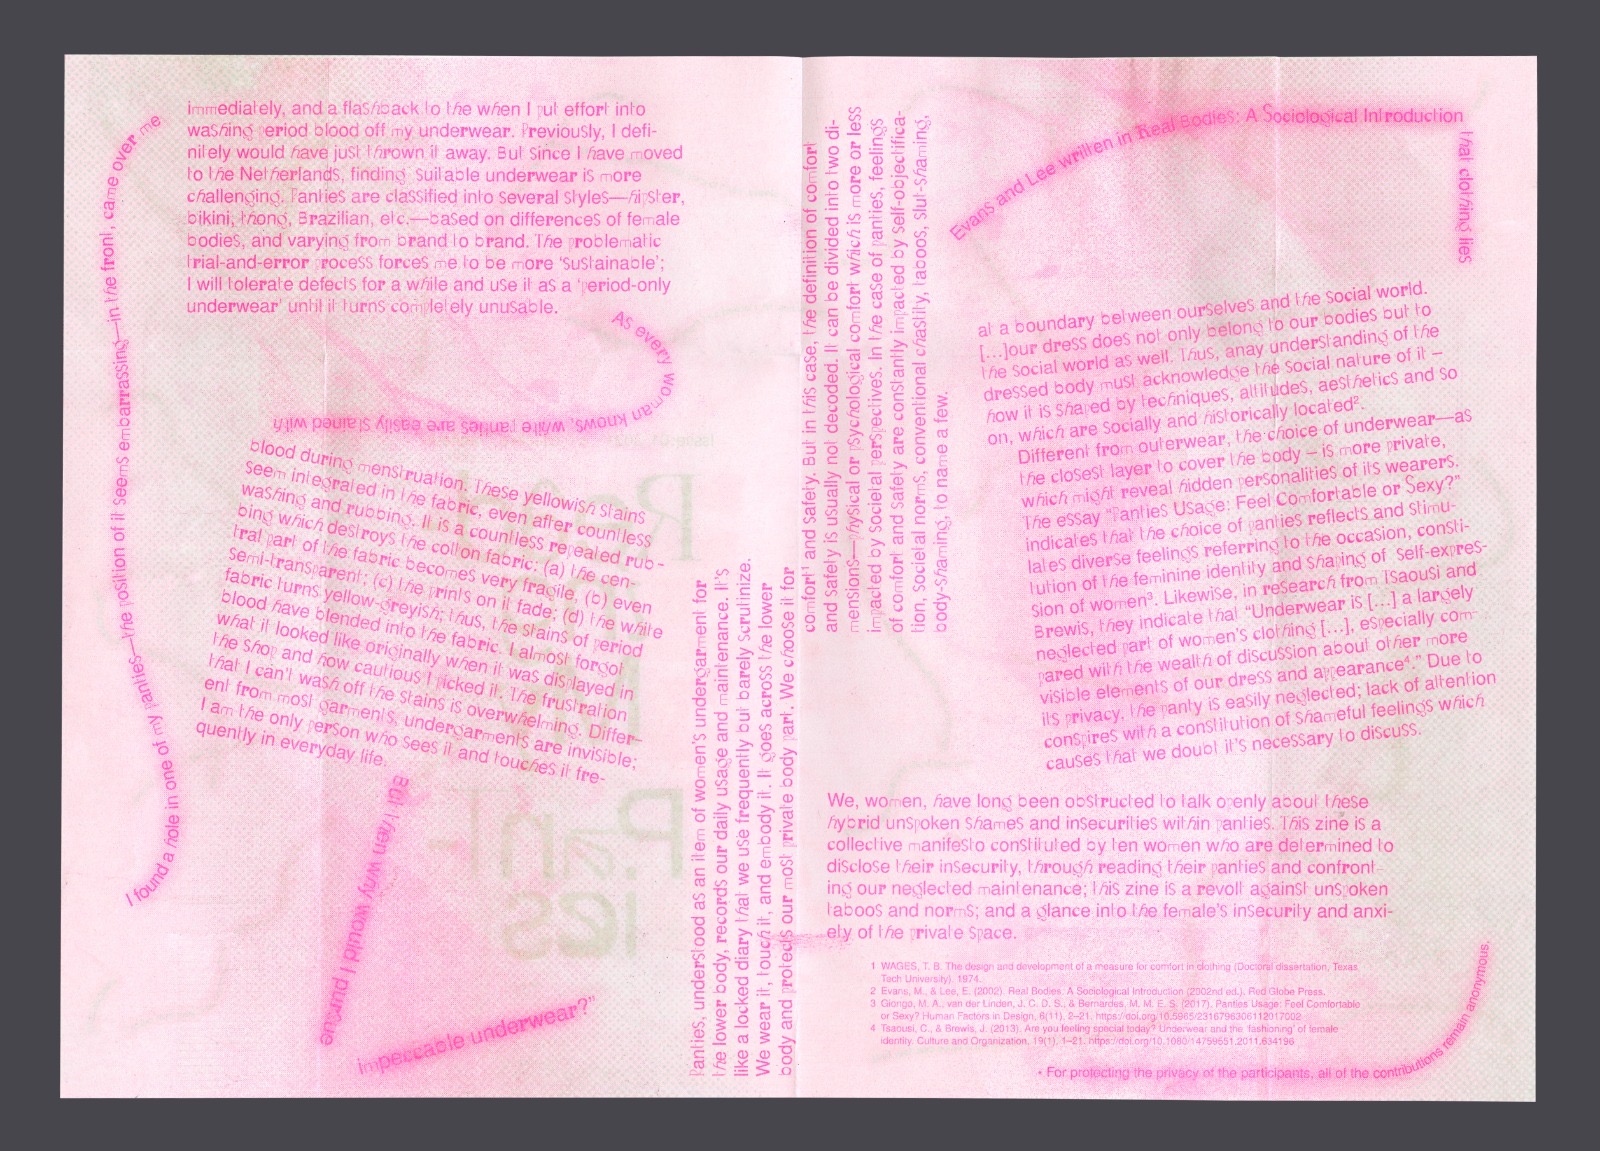 I found a hole in one of my panties—the position of it seems embarrassing—in the front, came over me
immediately, and a flashback to the when I put effort into
washing period blood off my underwear. Previously, I defi-
nitely would have just thrown it away. But since I have moved
to the Netherlands, finding suitable underwear is more
challenging. Panties are classified into several styles—hipster,
bikini, thong, Brazilian, etc.—based on differences of female
bodies, and varying from brand to brand. The problematic
trial-and-error process forces me to be more ‘sustainable’;
I will tolerate defects for a while and use it as a ‘period-only
underwear’ until it turns completely unusable.
As every woman knows, white panties are easily stained with
blood during menstruation. These yellowish stains
seem integrated in the fabric, even after countless
washing and rubbing. It is a countless repeated rub-
bing which destroys the cotton fabric: (a) the cen-
tral part of the fabric becomes very fragile, (b) even
semi-transparent; (c) the prints on it fade; (d) the white
fabric turns yellow-greyish; thus, the stains of period
blood have blended into the fabric. I almost forgot
what it looked like originally when it was displayed in
the shop and how cautious I picked it. The frustration
that I can't wash off the stains is overwhelming. Differ-
ent from most garments, undergarments are invisible;
I am the only person who sees it and touches it fre-
quently in everyday life.
But then why would I pursue
impeccable underwear?”
Panties, understood as an item of women's undergarment for
the lower body, records our daily usage and maintenance. It's
like a locked diary that we use frequently but barely scrutinize.
We wear it, touch it, and embody it. It goes across the lower
body and protects our most private body part. We choose it for
comfort¹ and safety. But in this case, the definition of comfort
and safety is usually not decoded. It can be divided into two di-
mensions—physical or psychological comfort which is more or less
impacted by societal perspectives. In the case of panties, feelings
of comfort and safety are constantly impacted by self-objectifica-
tion, societal norms, conventional chastity, taboos, slut-shaming,
body-shaming, to name a few.
Evans and Lee written in Real Bodies: A Sociological Introduction
that clothing lies
at a boundary between ourselves and the social world.
[...]our dress does not only belong to our bodies but to
the social world as well. Thus, anay understanding of the
dressed body must acknowledge the social nature of it –
how it is shaped by techniques, attitudes, aesthetics and so
on, which are socially and historically located².
Different from outerwear, the choice of underwear—as
the closest layer to cover the body – is more private,
which might reveal hidden personalities of its wearers.
The essay “Panties Usage: Feel Comfortable or Sexy?”
indicates that the choice of panties reflects and stimu-
lates diverse feelings referring to the occasion, consti-
tution of the feminine identity and shaping of self-expres-
sion of women³. Likewise, in research from Tsaousi and
Brewis, they indicate that “Underwear is [...] a largely
neglected part of women's clothing [...], especially com-
pared with the wealth of discussion about other more
visible elements of our dress and appearance⁴.” Due to
its privacy, the panty is easily neglected; lack of attention
conspires with a constitution of shameful feelings which
causes that we doubt it's necessary to discuss.
We, women, have long been obstructed to talk openly about these
hybrid unspoken shames and insecurities within panties. This zine is a
collective manifesto constituted by ten women who are determined to
disclose their insecurity, through reading their panties and confront-
ing our neglected maintenance; this zine is a revolt against unspoken
taboos and norms; and a glance into the female's insecurity and anxi-
ety of the private space.
1 WAGES, T. B. The design and development of a measure for comfort in clothing (Doctoral dissertation, Texas
Tach University). 1974.
2 Evans, M., & Lee, E. (2002). Real Bodies: A Sociological Introduction (2002nd ed.). Red Globe Press.
3 Giongo, M. A., van der Linden, J. C. D. S., & Bernardes, M. M. E. S. (2017). Panties Usage: Feel Comfortable
or Sexy? Human Factors in Design, 6(11), 2–21. https://doi.org/10.5965/2316796306112017002
4 Tsaousi, C., & Brewis, J. (2013). Are you feeling special today? Underwear and the 'fashioning' of female
identity. Culture and Organization, 19(1), 1–21. https://doi.org/10.1080/14759551.2011.634196
* For protecting the privacy of the participants, all of the contributions remain anonymous.